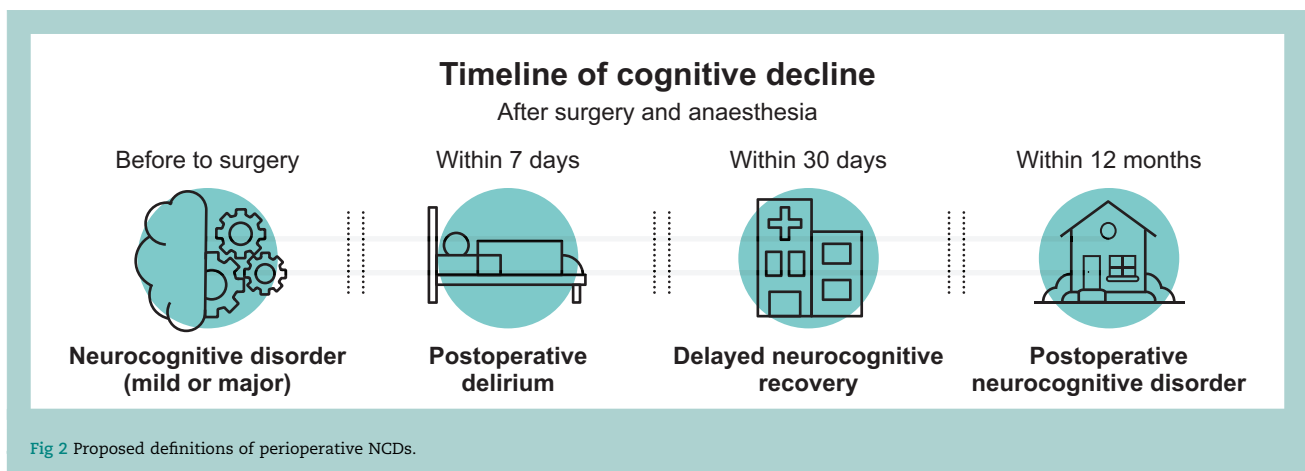 Timeline of cognitive decline
After surgery and anaesthesia
Before to surgery
Within 7 days
Within 30 days
Within 12 months
Neurocognitive disorder
(mild or major)
Postoperative
delirium
Delayed neurocognitive
recovery
Postoperative
neurocognitive disorder
Fig 2 Proposed definitions of perioperative NCDs.